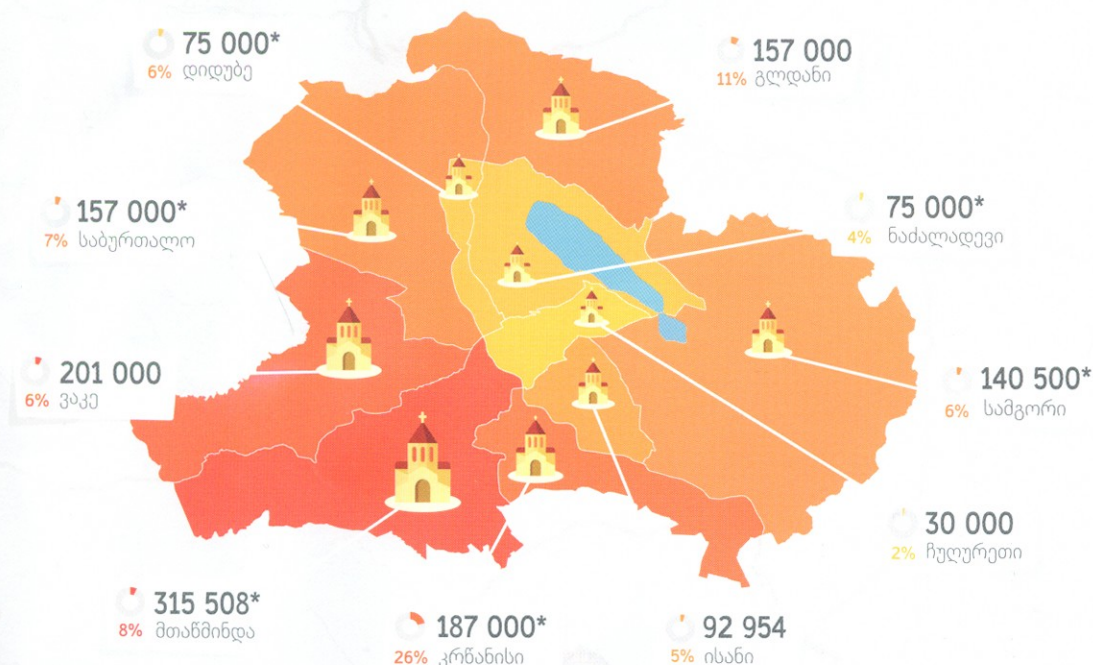 75 000*
6% დიდუბე
157 000
11% გლდანი
157 000*
7% საბურთალო
75 000*
4% ნაძალადევი
201 000
6% ვაკე
140 500*
6% სამგორი
30 000
2% ჩუღურეთი
315 508*
8% მთაწმინდა
187 000*
26% კრწანისი
92 954
5% ისანი